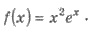 f(x) = x²eˣ .